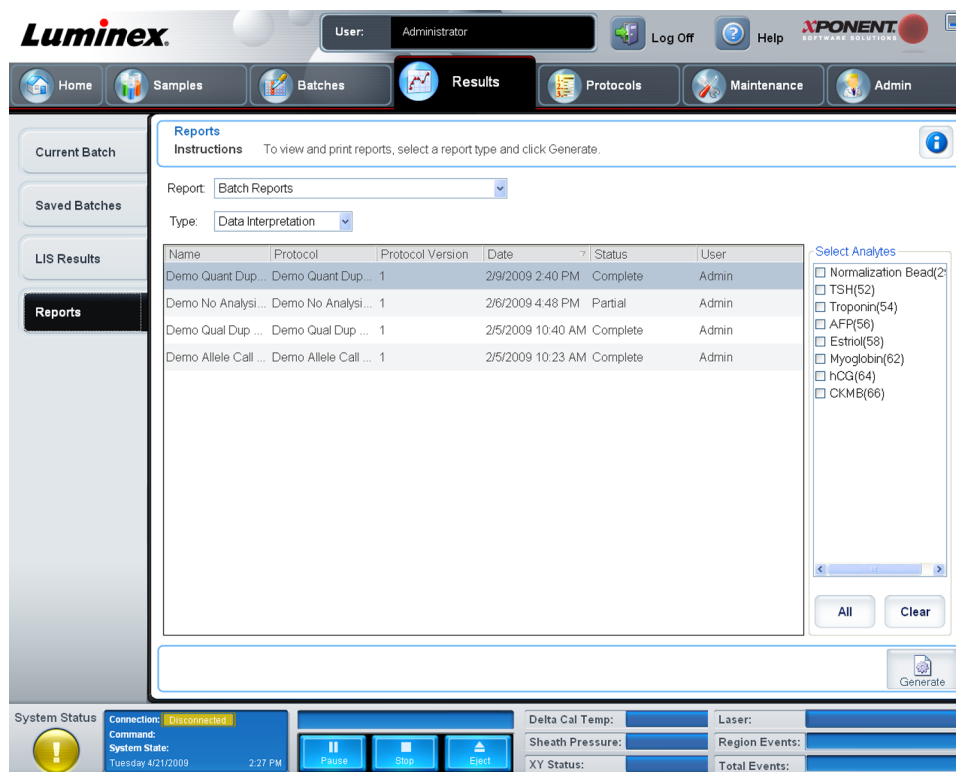 Luminex.
User: Administrator
Log Off
Help
XPONENT.
SOFTWARE SOLUTIONS
Home
Samples
Batches
Results
Protocols
Maintenance
Admin
Current Batch
Saved Batches
LIS Results
Reports
Reports
Instructions To view and print reports, select a report type and click Generate.
Report: Batch Reports
Type: Data Interpretation
Name Protocol Protocol Version Date Status User
Demo Quant Dup... Demo Quant Dup... 1 2/9/2009 2:40 PM Complete Admin
Demo No Analysi... Demo No Analysi... 1 2/6/2009 4:48 PM Partial Admin
Demo Qual Dup ... Demo Qual Dup ... 1 2/5/2009 10:40 AM Complete Admin
Demo Allele Call ... Demo Allele Call ... 1 2/5/2009 10:23 AM Complete Admin
Select Analytes
Normalization Bead(2
TSH(52)
Troponin(54)
AFP(56)
Estriol(58)
Myoglobin(62)
hCG(64)
CKMB(66)
All
Clear
Generate
System Status
Connection: Disconnected
Command:
System State:
Tuesday 4/21/2009 2:27 PM
Pause
Stop
Eject
Delta Cal Temp:
Sheath Pressure:
XY Status:
Laser:
Region Events:
Total Events: